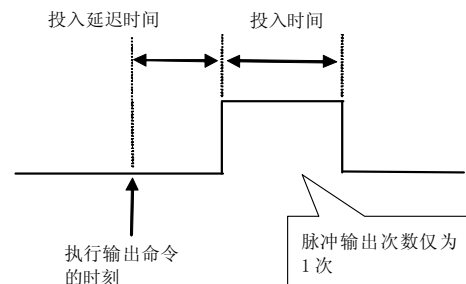 投入延迟时间
投入时间
执行输出命令
的时刻
脉冲输出次数仅为
1次